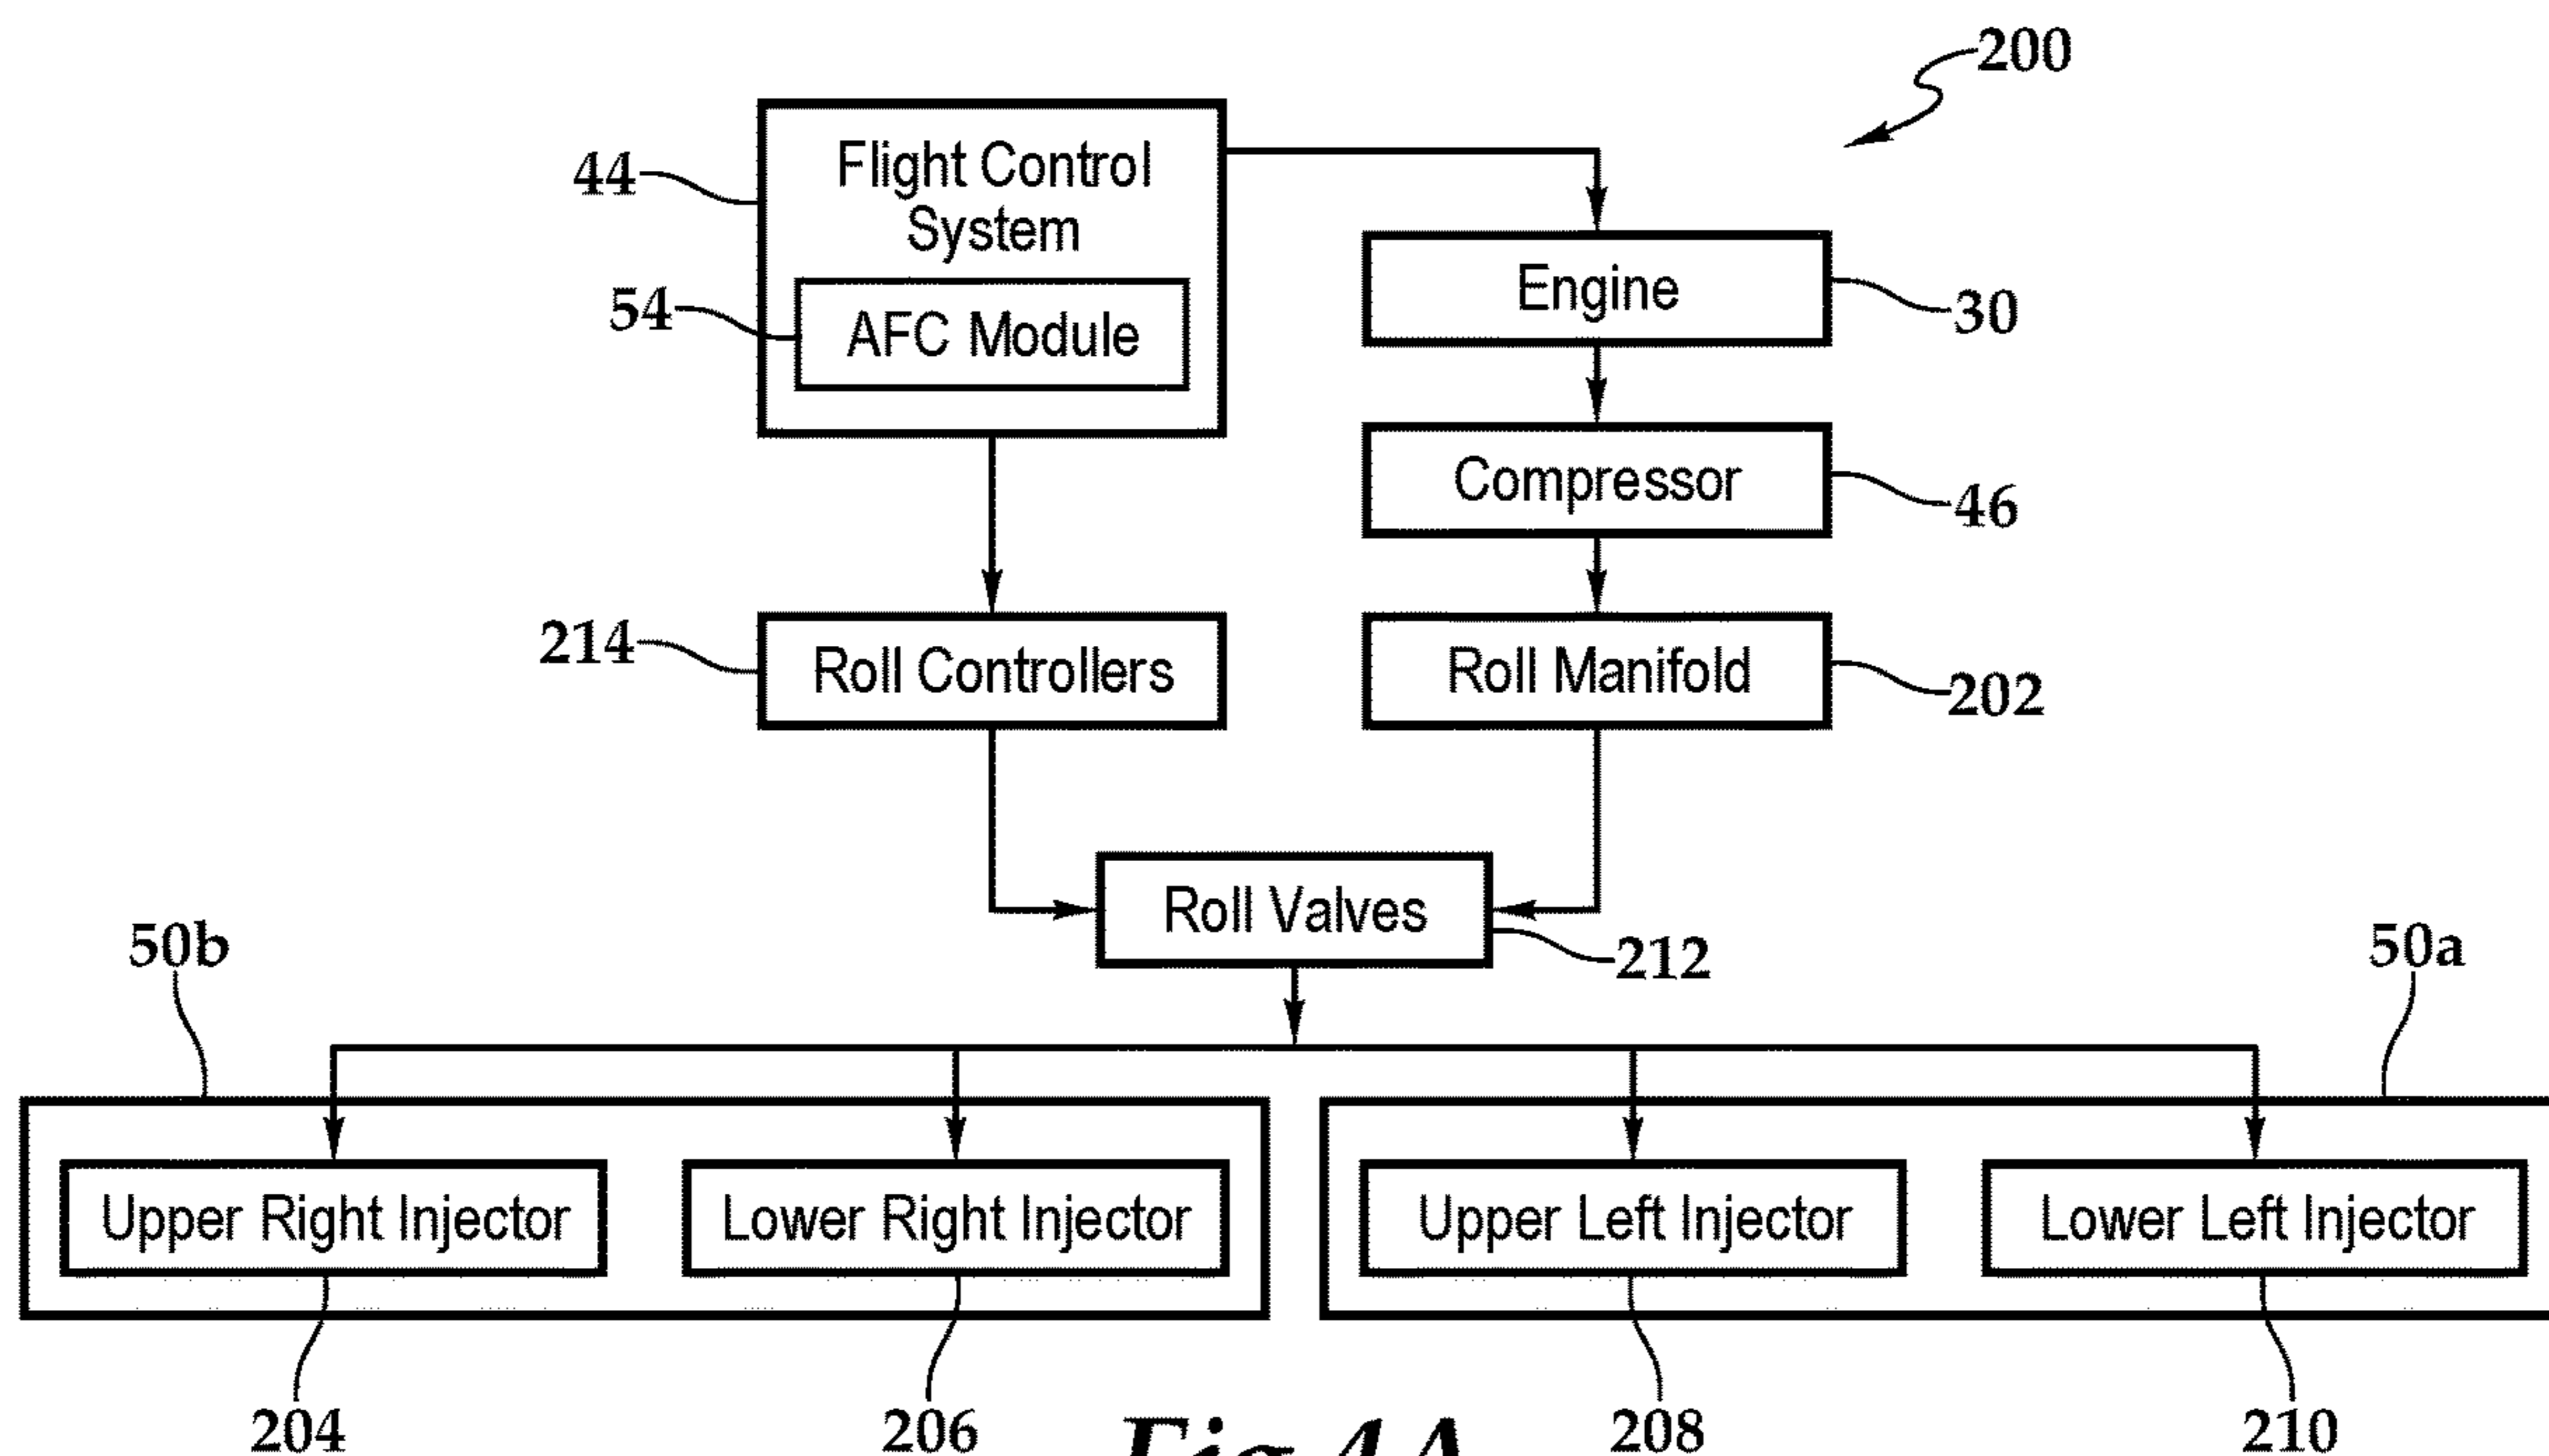 200
44
Flight Control
System
54
AFC Module
Engine
30
Compressor
46
214
Roll Controllers
Roll Manifold
202
Roll Valves
212
50b
50a
Upper Right Injector
Lower Right Injector
Upper Left Injector
Lower Left Injector
204
206
208
210
Fig.4A